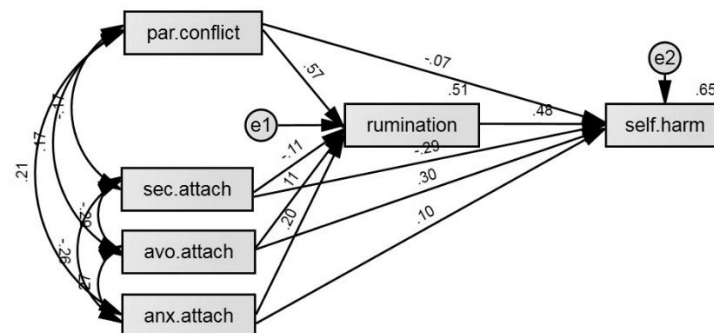 par.conflict
e2
-.07
.65
.57
.51
-.17
.17
.21
e1
rumination
.48
self.harm
-.11
-.29
sec.attach
.11
.30
.20
avo.attach
.10
-.26
anx.attach